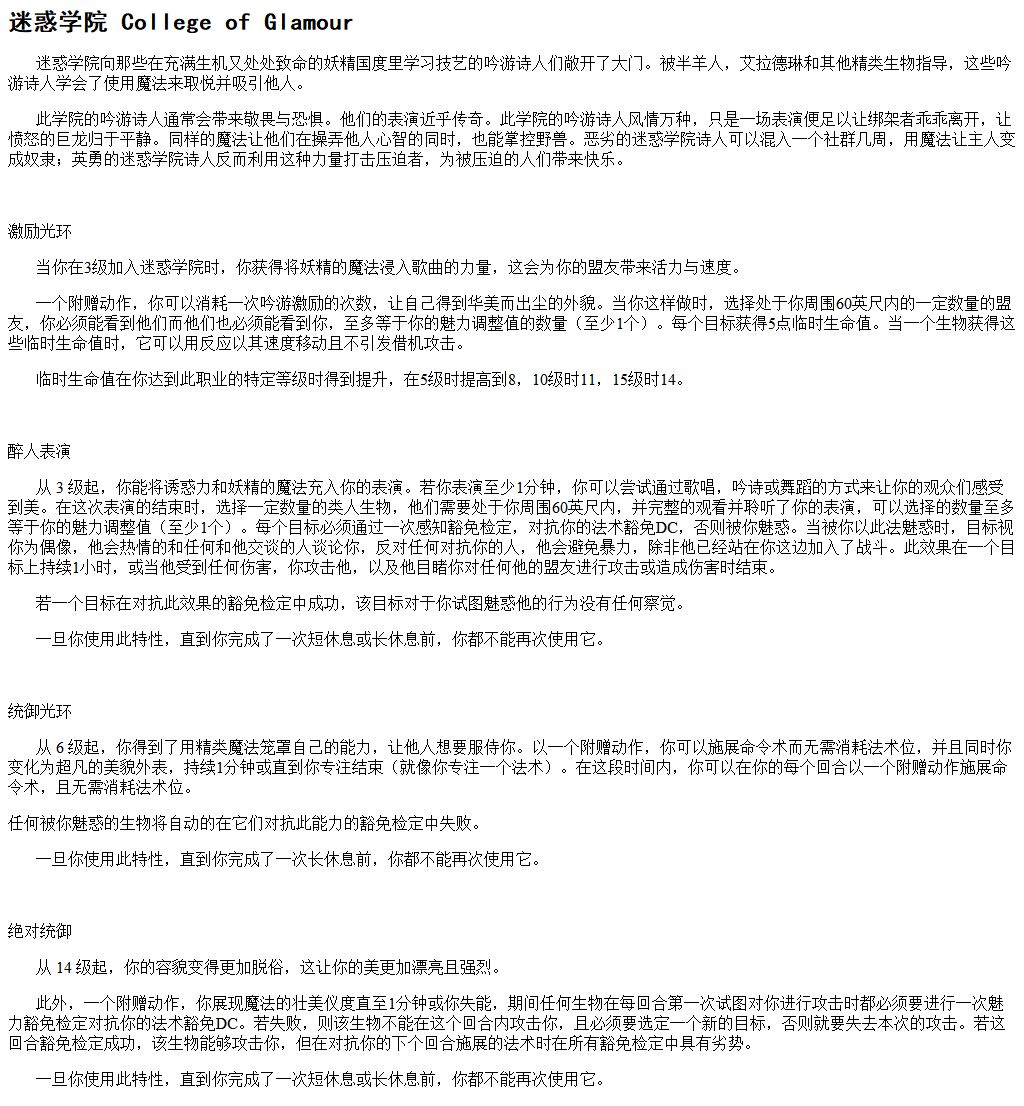 迷惑学院 College of Glamour
迷惑学院向那些在充满生机又处处致命的妖精国度里学习技艺的吟游诗人们敞开了大门。被半羊人，艾拉德琳和其他精类生物指导，这些吟
游诗人学会了使用魔法来取悦并吸引他人。
此学院的吟游诗人通常会带来敬畏与恐惧。他们的表演近乎传奇。此学院的吟游诗人风情万种，只是一场表演便足以让绑架者乖乖离开，让
愤怒的巨龙归于平静。同样的魔法让他们在操弄他人心智的同时，也能掌控野兽。恶劣的迷惑学院诗人可以混入一个社群几周，用魔法让主人变
成奴隶；英勇的迷惑学院诗人反而利用这种力量打击压迫者，为被压迫的人们带来快乐。
激励光环
当你在3级加入迷惑学院时，你获得将妖精的魔法浸入歌曲的力量，这会为你的盟友带来活力与速度。
一个附赠动作，你可以消耗一次吟游激励的次数，让自己得到华美而出尘的外貌。当你这样做时，选择处于你周围60英尺内的一定数量的盟
友，你必须能看到他们而他们也必须能看到你，至多等于你的魅力调整值的数量（至少1个）。每个目标获得5点临时生命值。当一个生物获得这
些临时生命值时，它可以用反应以其速度移动且不引发借机攻击。
临时生命值在你达到此职业的特定等级时得到提升，在5级时提高到8，10级时11，15级时14。
醉人表演
从 3 级起，你能将诱惑力和妖精的魔法充入你的表演。若你表演至少1分钟，你可以尝试通过歌唱，吟诗或舞蹈的方式来让你的观众们感受
到美。在这次表演的结束时，选择一定数量的类人生物，他们需要处于你周围60英尺内，并完整的观看并聆听了你的表演，可以选择的数量至多
等于你的魅力调整值（至少1个）。每个目标必须通过一次感知豁免检定，对抗你的法术豁免DC，否则被你魅惑。当被你以此法魅惑时，目标视
你为偶像，他会热情的和任何和他交谈的人谈论你，反对任何对抗你的人，他会避免暴力，除非他已经站在你这边加入了战斗。此效果在一个目
标上持续1小时，或当他受到任何伤害，你攻击他，以及他目睹你对任何他的盟友进行攻击或造成伤害时结束。
若一个目标在对抗此效果的豁免检定中成功，该目标对于你试图魅惑他的行为没有任何察觉。
一旦你使用此特性，直到你完成了一次短休息或长休息前，你都不能再次使用它。
统御光环
从 6 级起，你得到了用精类魔法笼罩自己的能力，让他人想要服侍你。以一个附赠动作，你可以施展命令术而无需消耗法术位，并且同时你
变化为超凡的美貌外表，持续1分钟或直到你专注结束（就像你专注一个法术）。在这段时间内，你可以在你的每个回合以一个附赠动作施展命
令术，且无需消耗法术位。
任何被你魅惑的生物将自动的在它们对抗此能力的豁免检定中失败。
一旦你使用此特性，直到你完成了一次长休息前，你都不能再次使用它。
绝对统御
从 14 级起，你的容貌变得更加脱俗，这让你的美更加漂亮且强烈。
此外，一个附赠动作，你展现魔法的壮美仪度直至1分钟或你失能，期间任何生物在每回合第一次试图对你进行攻击时都必须要进行一次魅
力豁免检定对抗你的法术豁免DC。若失败，则该生物不能在这个回合内攻击你，且必须要选定一个新的目标，否则就要失去本次的攻击。若这
回合豁免检定成功，该生物能够攻击你，但在对抗你的下个回合施展的法术时在所有豁免检定中具有劣势。
一旦你使用此特性，直到你完成了一次短休息或长休息前，你都不能再次使用它。